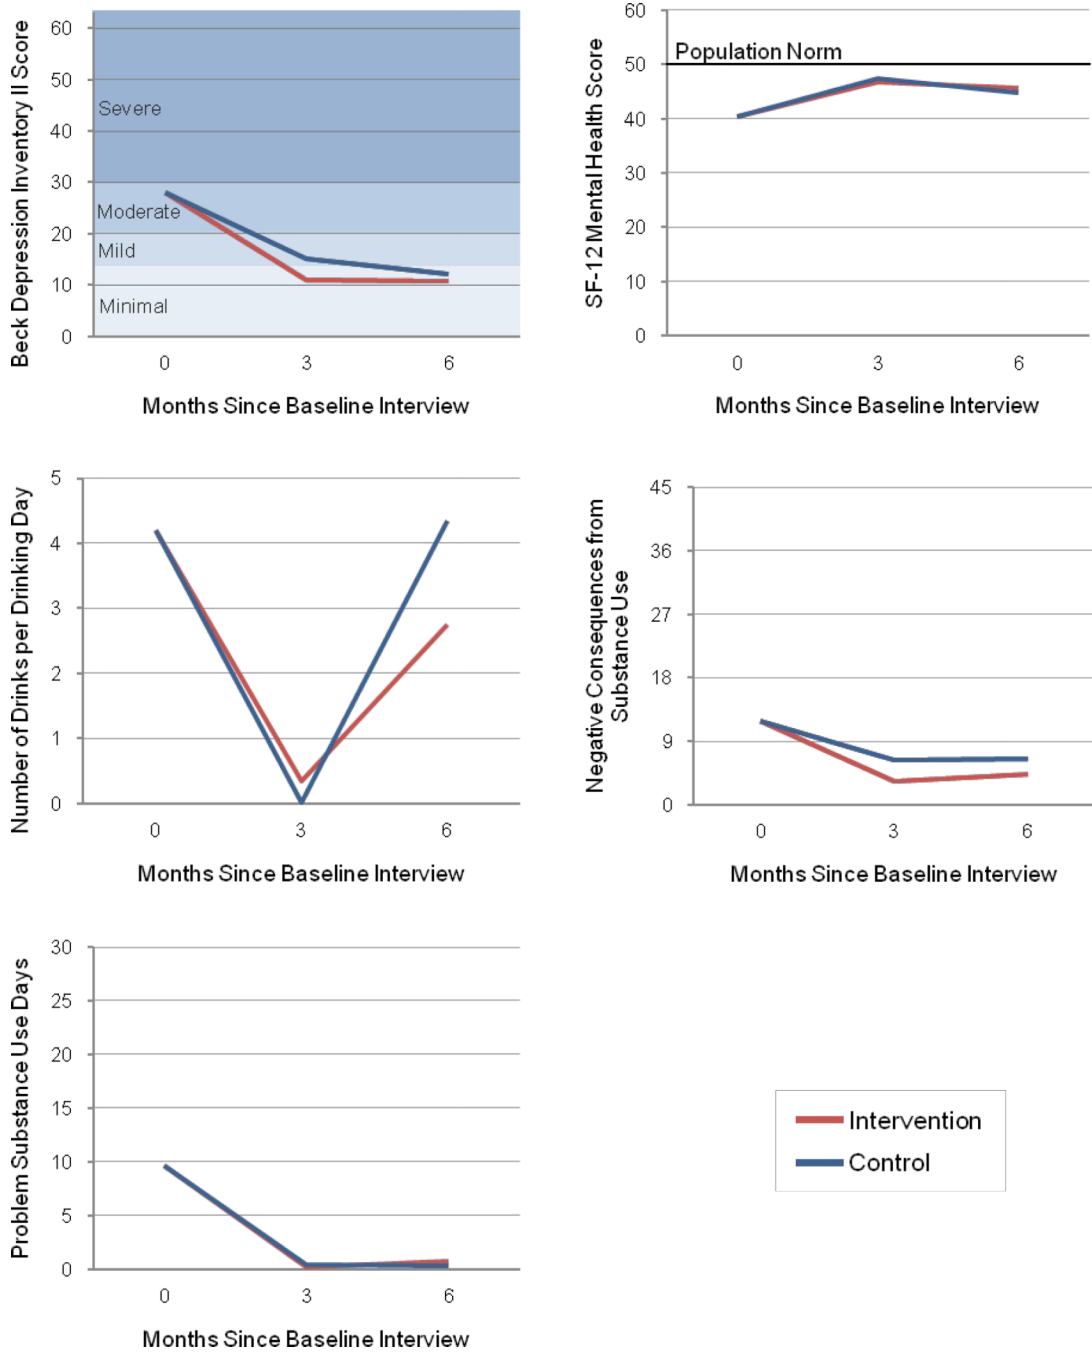 Beck Depression Inventory II Score
60
50
40
30
20
10
0
Severe
Moderate
Mild
Minimal
0 3 6
Months Since Baseline Interview
SF-12 Mental Health Score
60
50
40
30
20
10
0
Population Norm
0 3 6
Months Since Baseline Interview
Number of Drinks per Drinking Day
5
4
3
2
1
0
0 3 6
Months Since Baseline Interview
Negative Consequences from
Substance Use
45
36
27
18
9
0
0 3 6
Months Since Baseline Interview
Problem Substance Use Days
30
25
20
15
10
5
0
0 3 6
Months Since Baseline Interview
Intervention
Control